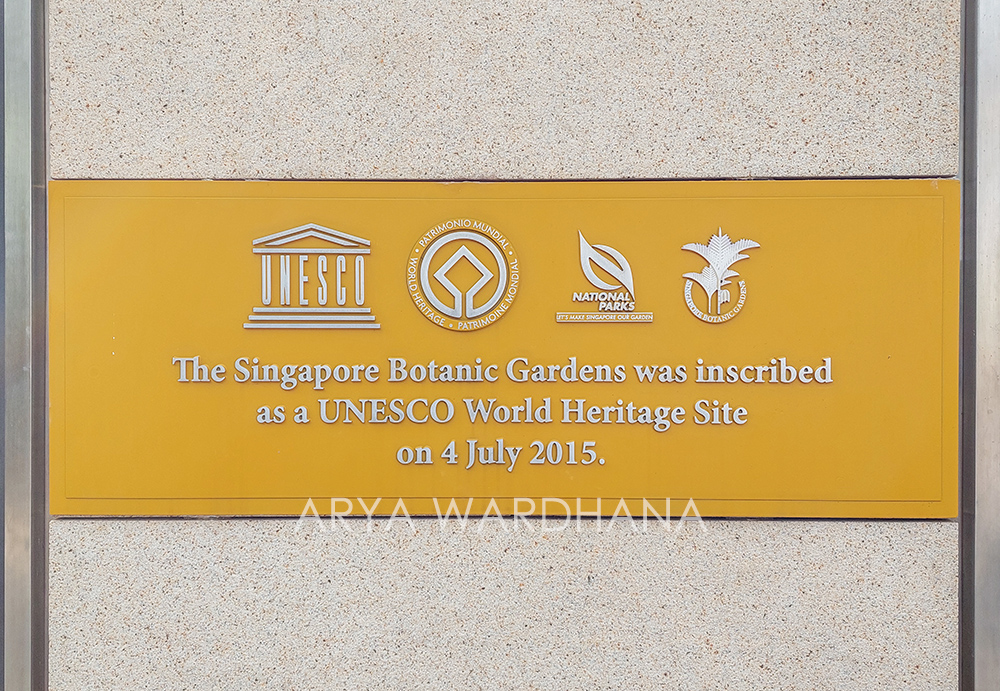 UNESCO
PATRIMONIO MUNDIAL
WORLD HERITAGE
PATRIMOINE MONDIAL
NATIONAL
PARKS
LET'S MAKE SINGAPORE OUR GARDEN
SINGAPORE BOTANIC GARDENS
The Singapore Botanic Gardens was inscribed
as a UNESCO World Heritage Site
on 4 July 2015.
ARYA WARDHANA